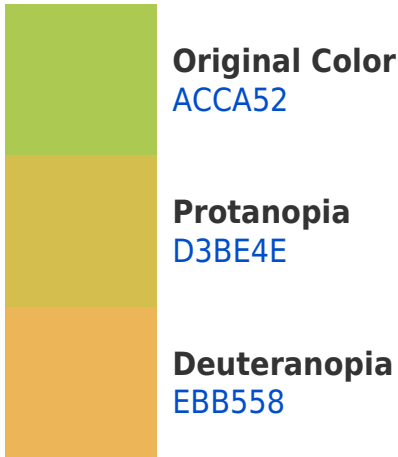 Original Color
ACCA52
Protanopia
D3BE4E
Deuteranopia
EBB558